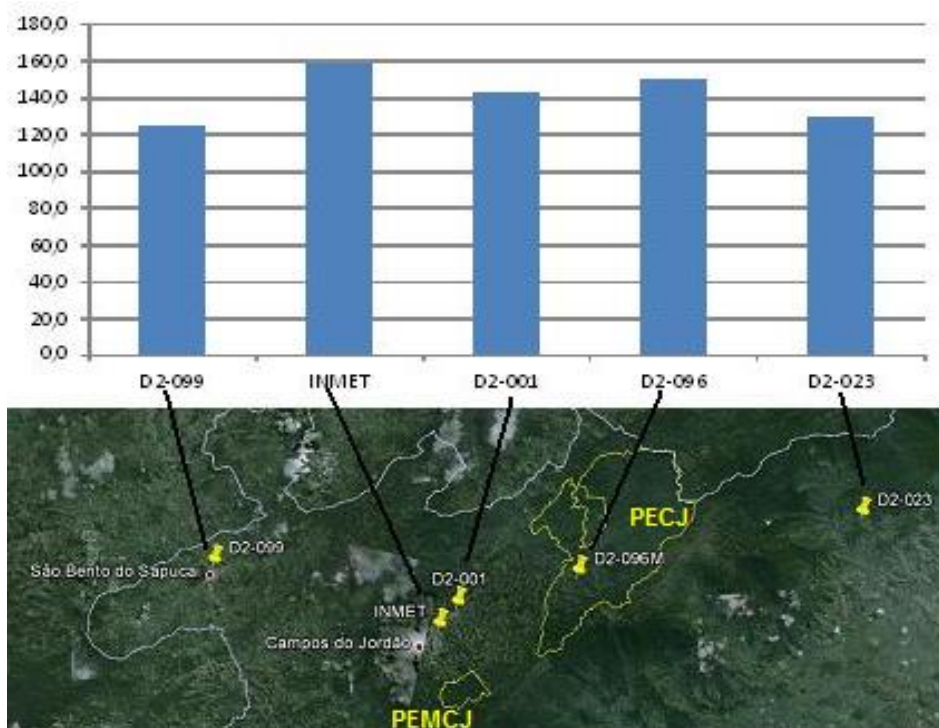 180,0
160,0
140,0
120,0
100,0
80,0
60,0
40,0
20,0
0,0
D2-099 INMET D2-001 D2-096 D2-023
D2-023
PECJ
D2-099
D2-096M
São Bento do Sapucaí
D2-001
INMET
Campos do Jordão
PEMCJ